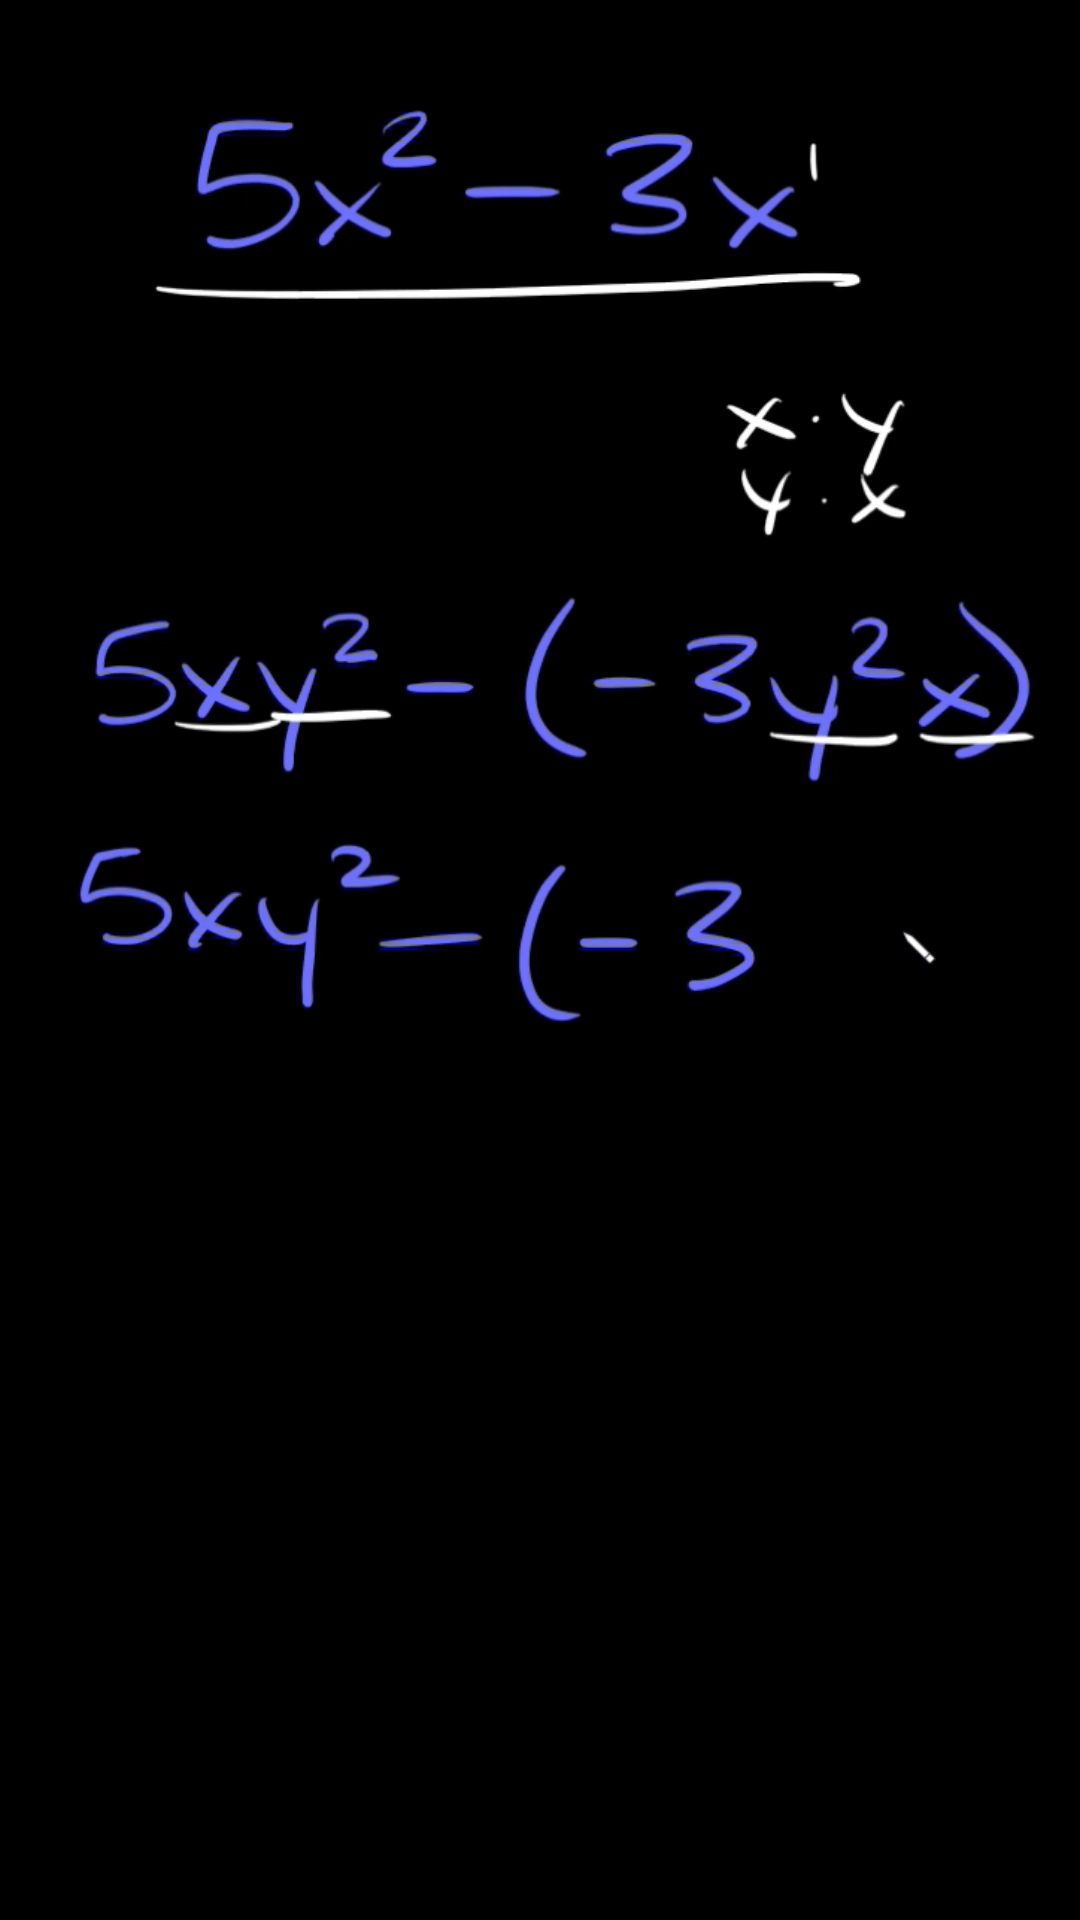 5x² - 3x¹
x · y
y · x
5xy² - (-3y²x)
5xy² - (-3